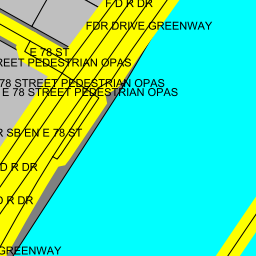 F D R DR
FDR DRIVE GREENWAY
E 78 ST
REET PEDESTRIAN OPAS
78 STREET PEDESTRIAN OPAS
E 78 STREET PEDESTRIAN OPAS
R SB EN E 78 ST
D R DR
D R DR
GREENWAY